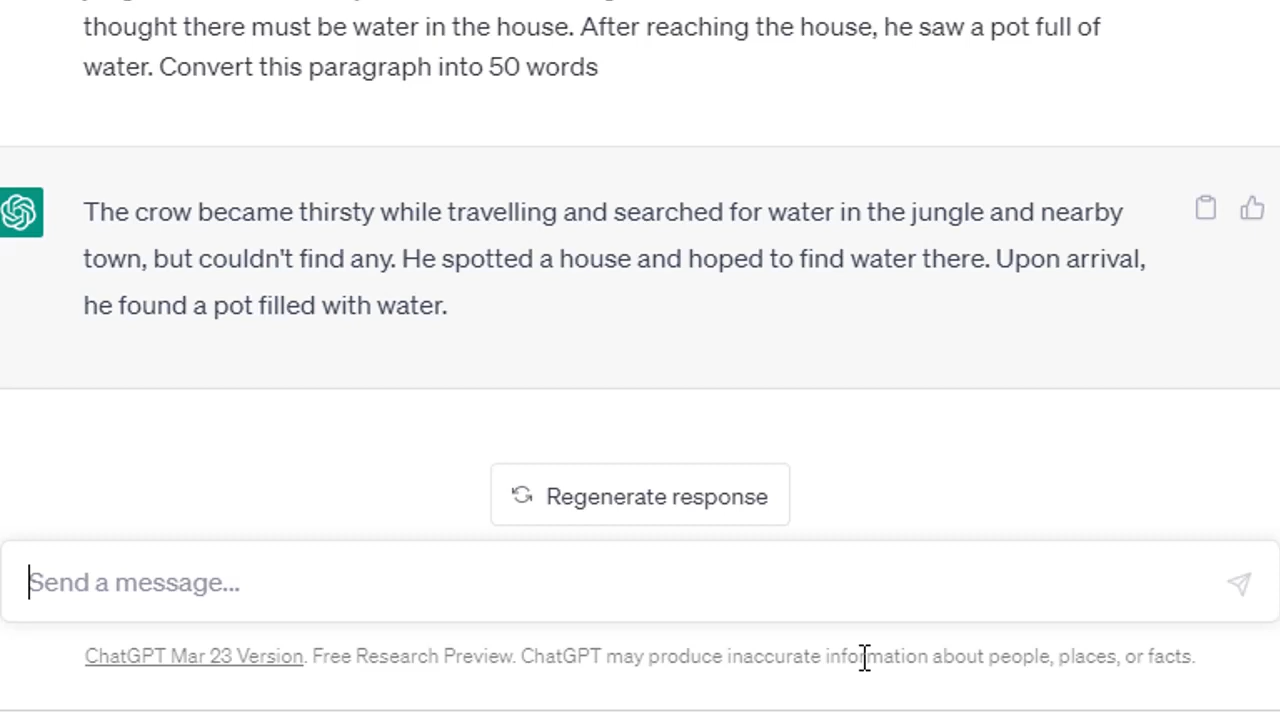 thought there must be water in the house. After reaching the house, he saw a pot full of
water. Convert this paragraph into 50 words
The crow became thirsty while travelling and searched for water in the jungle and nearby
town, but couldn't find any. He spotted a house and hoped to find water there. Upon arrival,
he found a pot filled with water.
Regenerate response
Send a message...
ChatGPT Mar 23 Version. Free Research Preview. ChatGPT may produce inaccurate information about people, places, or facts.